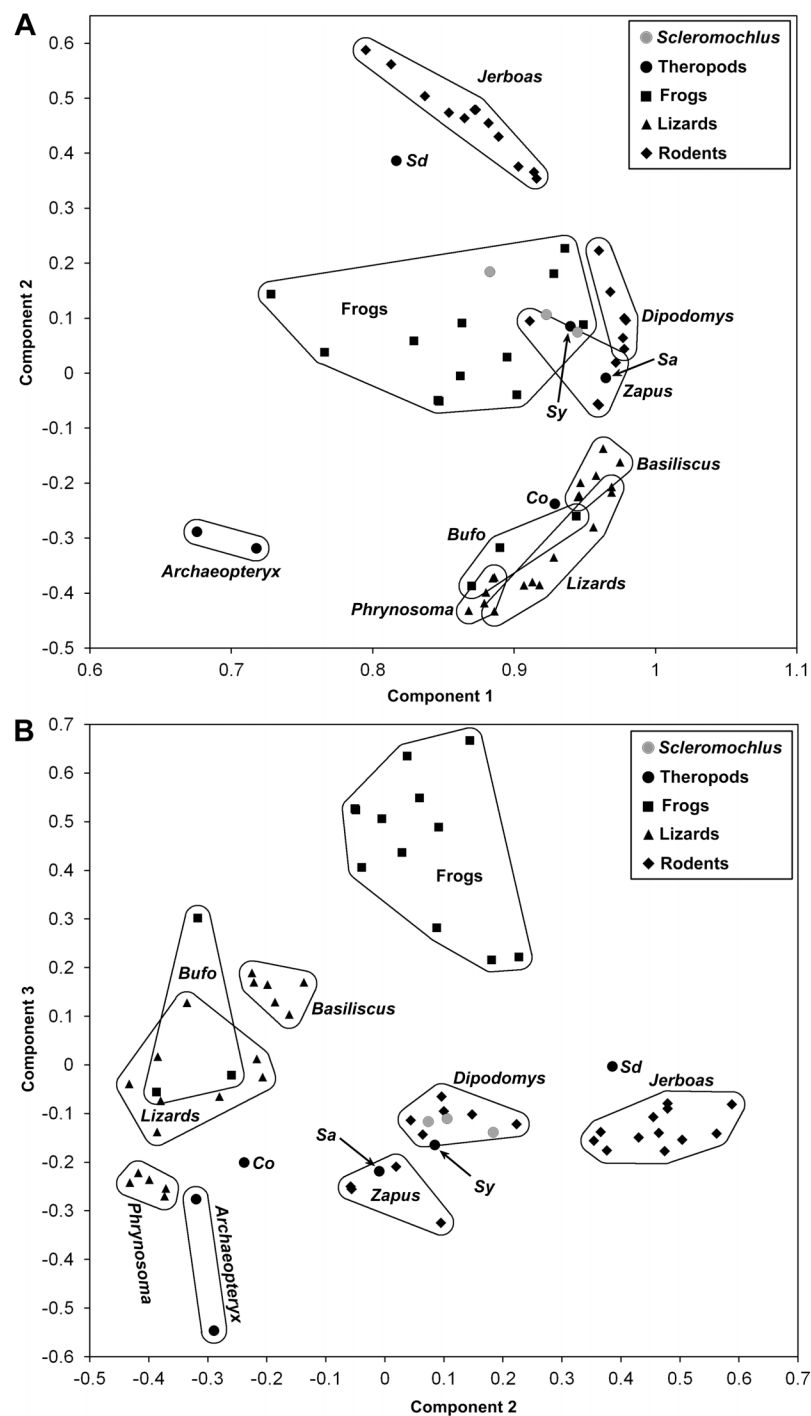 A
Scleromochlus
Theropods
Frogs
Lizards
Rodents
Jerboas
Sd
Frogs
Dipodomys
Sa
Zapus
Sy
Basiliscus
Co
Bufo
Archaeopteryx
Phrynosoma
Lizards
0.6
0.5
0.4
0.3
0.2
0.1
0
-0.1
-0.2
-0.3
-0.4
-0.5
Component 2
0.6 0.7 0.8 0.9 1 1.1
Component 1
B
Scleromochlus
Theropods
Frogs
Lizards
Rodents
Frogs
Bufo
Basiliscus
Lizards
Dipodomys
Sd
Jerboas
Sa
Sy
Co
Zapus
Phrynosoma
Archaeopteryx
0.7
0.6
0.5
0.4
0.3
0.2
0.1
0
-0.1
-0.2
-0.3
-0.4
-0.5
-0.6
Component 3
-0.5 -0.4 -0.3 -0.2 -0.1 0 0.1 0.2 0.3 0.4 0.5 0.6 0.7
Component 2